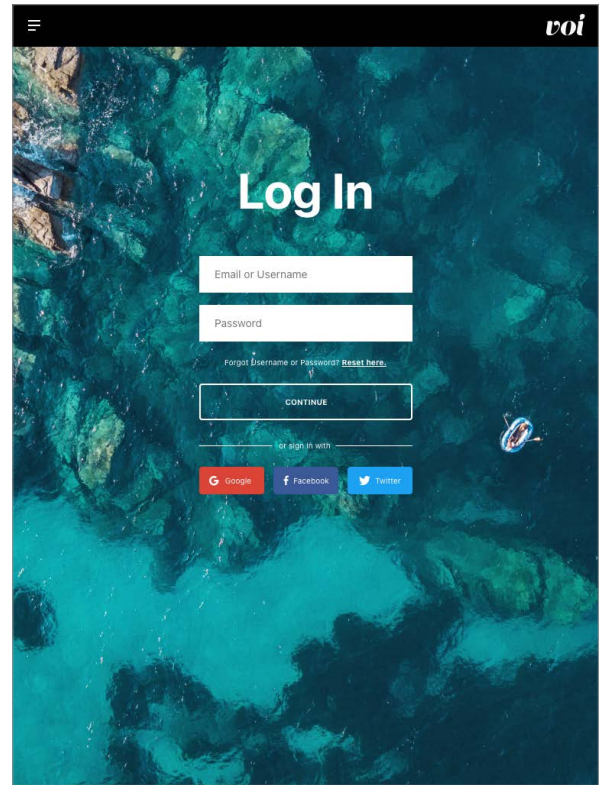 voi
Log In
Email or Username
Password
Forgot Username or Password? Reset here.
CONTINUE
or sign in with
Google
Facebook
Twitter